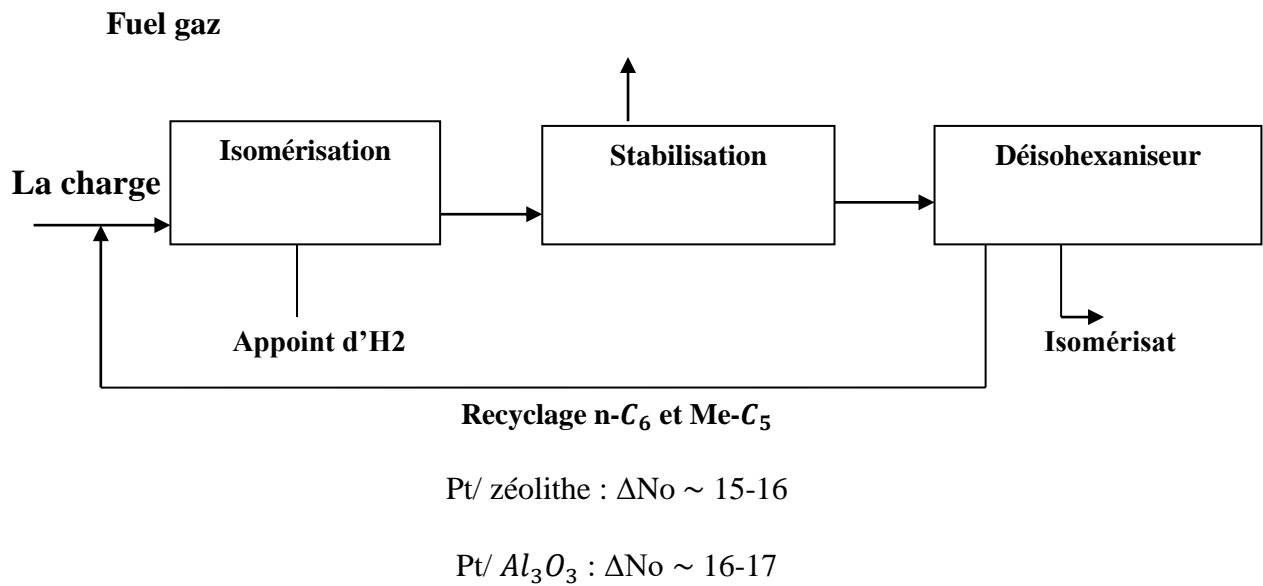 Fuel gaz
Isomérisation
Stabilisation
Déisohexaniseur
La charge
Appoint d’H2
Isomérisat
Recyclage n-C₆ et Me-C₅
Pt/ zéolithe : ΔNo ~ 15-16
Pt/ Al₃O₃ : ΔNo ~ 16-17